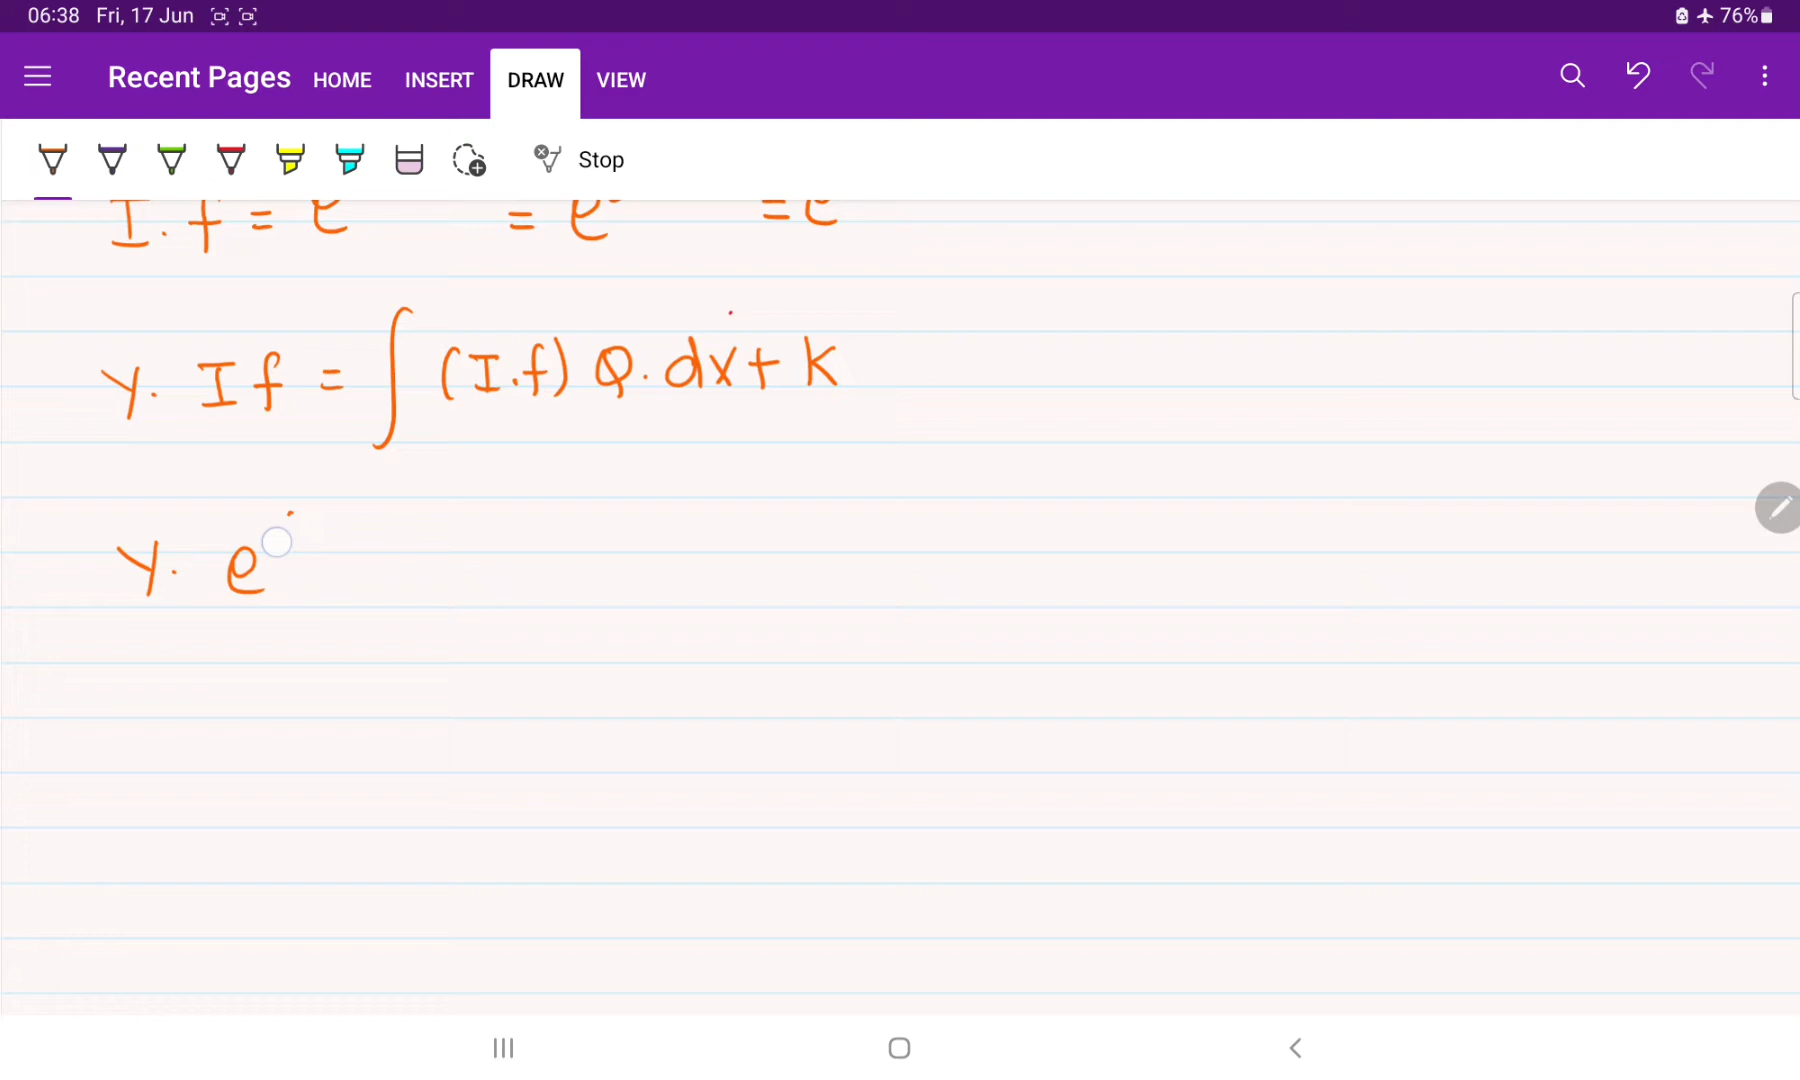 06:38 Fri, 17 Jun 76%
Recent Pages HOME INSERT DRAW VIEW
Stop
I.f = e = e = e
y. If = ∫ (I.f) Q. dx + K
y. e